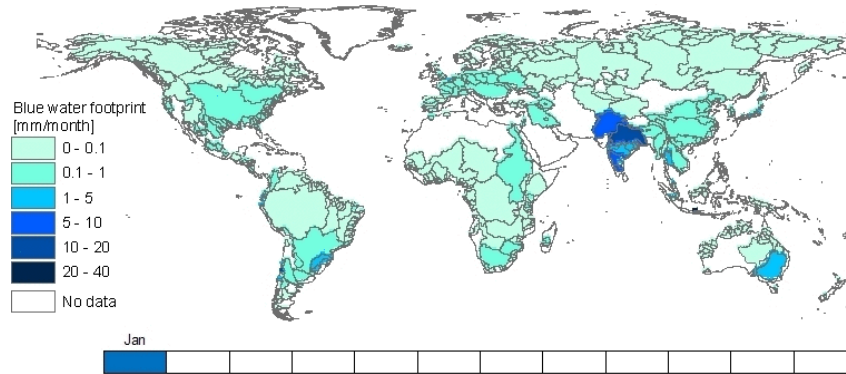 Blue water footprint
[mm/month]
0 - 0.1
0.1 - 1
1 - 5
5 - 10
10 - 20
20 - 40
No data
Jan